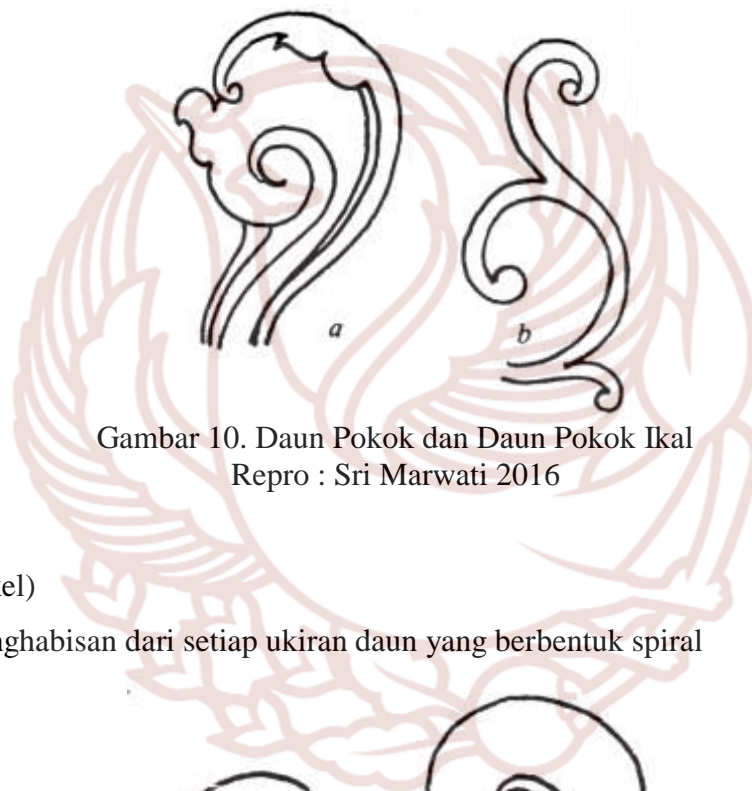 a
b
Gambar 10. Daun Pokok dan Daun Pokok Ikal
Repro : Sri Marwati 2016
kel)
nghabisan dari setiap ukiran daun yang berbentuk spiral